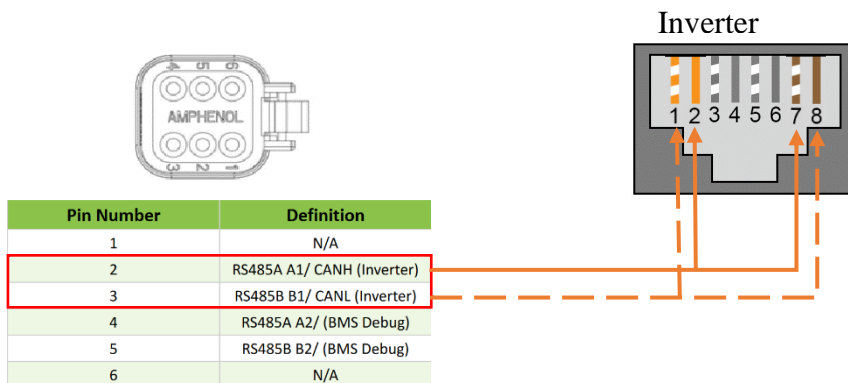 Inverter
4 5 6
AMPHENOL
3 2 1
1 2 3 4 5 6 7 8
Pin Number Definition
1 N/A
2 RS485A A1/ CANH (Inverter)
3 RS485B B1/ CANL (Inverter)
4 RS485A A2/ (BMS Debug)
5 RS485B B2/ (BMS Debug)
6 N/A